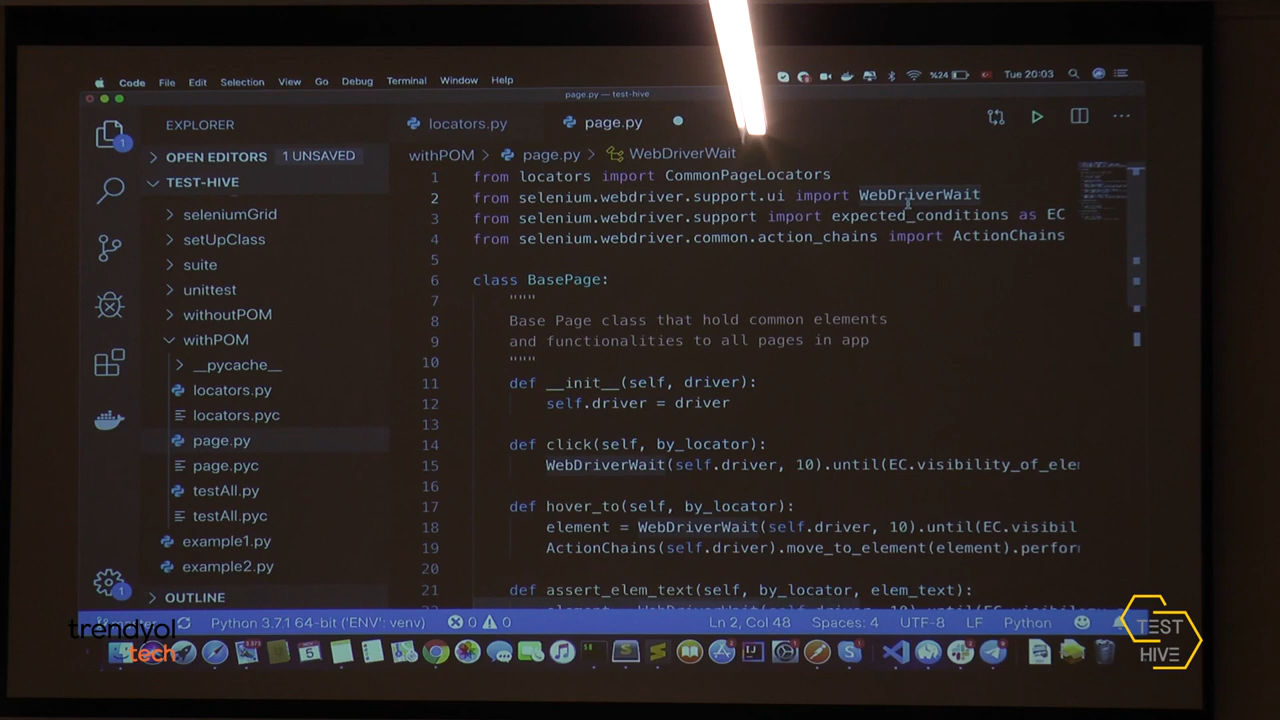 Code File Edit Selection View Go Debug Terminal Window Help %24 Tue 20:03
page.py — test-hive
EXPLORER
locators.py page.py
OPEN EDITORS 1 UNSAVED
withPOM > page.py > WebDriverWait
TEST-HIVE
seleniumGrid
setUpClass
suite
unittest
withoutPOM
withPOM
__pycache__
locators.py
locators.pyc
page.py
page.pyc
testAll.py
testAll.pyc
example1.py
example2.py
OUTLINE
1
1
1 from locators import CommonPageLocators
2 from selenium.webdriver.support.ui import WebDriverWait
3 from selenium.webdriver.support import expected_conditions as EC
4 from selenium.webdriver.common.action_chains import ActionChains
5
6 class BasePage:
7 """
8 Base Page class that hold common elements
9 and functionalities to all pages in app
10 """
11 def __init__(self, driver):
12 self.driver = driver
13
14 def click(self, by_locator):
15 WebDriverWait(self.driver, 10).until(EC.visibility_of_ele
16
17 def hover_to(self, by_locator):
18 element = WebDriverWait(self.driver, 10).until(EC.visibil
19 ActionChains(self.driver).move_to_element(element).perfor
20
21 def assert_elem_text(self, by_locator, elem_text):
Python 3.7.1 64-bit ('ENV': venv) 0 0 Ln 2, Col 48 Spaces: 4 UTF-8 LF Python
trendyol
tech
TEST
HIVE